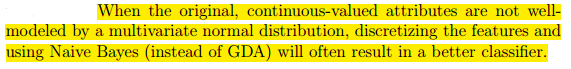 When the original, continuous-valued attributes are not well-
modeled by a multivariate normal distribution, discretizing the features and
using Naive Bayes (instead of GDA) will often result in a better classifier.